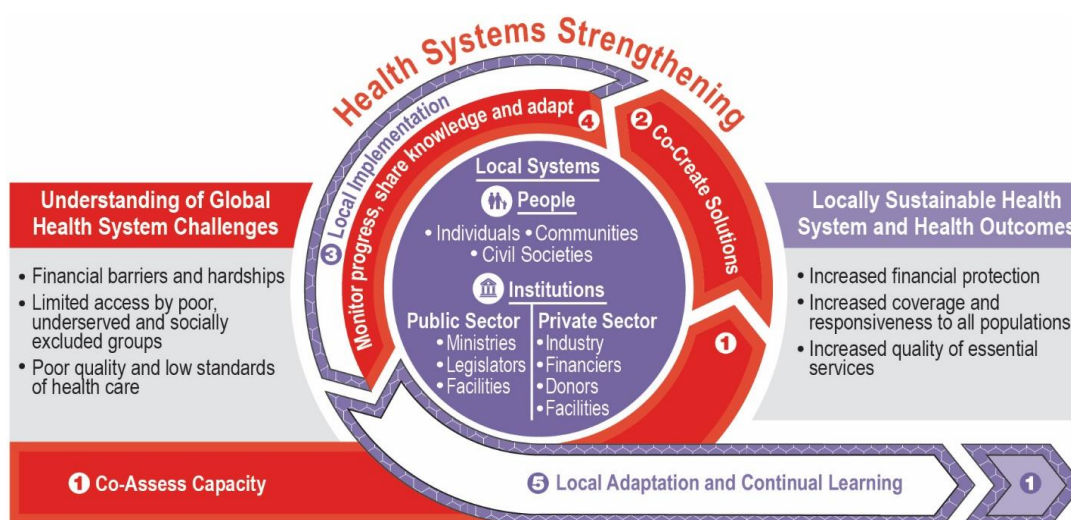 Health Systems Strengthening
Understanding of Global
Health System Challenges
• Financial barriers and hardships
• Limited access by poor,
underserved and socially
excluded groups
• Poor quality and low standards
of health care
1 Co-Assess Capacity
1
2 Co-Create Solutions
3 Local Implementation
Monitor progress, share knowledge and adapt 4
Local Systems
People
• Individuals • Communities
• Civil Societies
Institutions
Public Sector
• Ministries
• Legislators
• Facilities
Private Sector
• Industry
• Financiers
• Donors
• Facilities
5 Local Adaptation and Continual Learning
1
Locally Sustainable Health
System and Health Outcomes
• Increased financial protection
• Increased coverage and
responsiveness to all populations
• Increased quality of essential
services